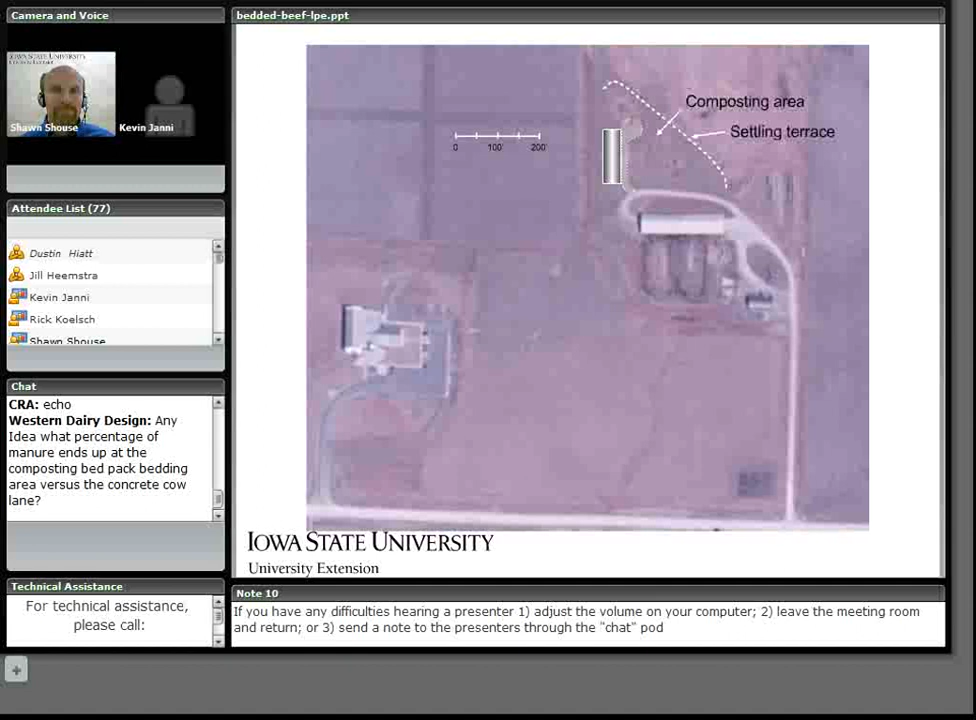 Camera and Voice
IOWA STATE UNIVERSITY
Shawn Shouse
Kevin Janni
Attendee List (77)
Dustin Hiatt
Jill Heemstra
Kevin Janni
Rick Koelsch
Shawn Shouse
Chat
CRA: echo
Western Dairy Design: Any
Idea what percentage of
manure ends up at the
composting bed pack bedding
area versus the concrete cow
lane?
Technical Assistance
For technical assistance,
please call:
bedded-beef-lpe.ppt
Composting area
Settling terrace
0 100' 200'
IOWA STATE UNIVERSITY
University Extension
Note 10
If you have any difficulties hearing a presenter 1) adjust the volume on your computer; 2) leave the meeting room
and return; or 3) send a note to the presenters through the "chat" pod